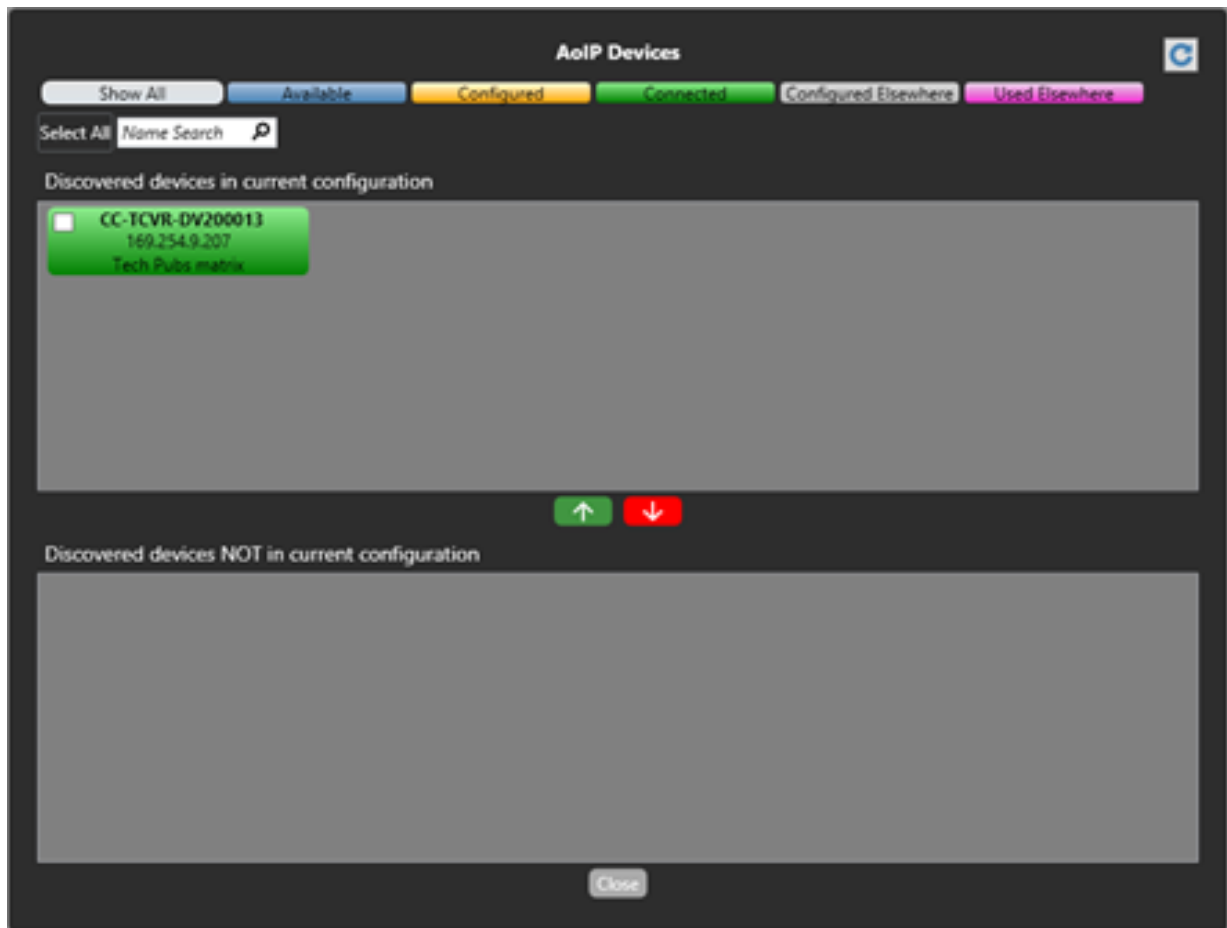 AoIP Devices
Show All Available Configured Connected Configured Elsewhere Used Elsewhere
Select All Name Search
Discovered devices in current configuration
CC-TCVR-DV200013
169.254.9.207
Tech Pubs matrix
Discovered devices NOT in current configuration
Close